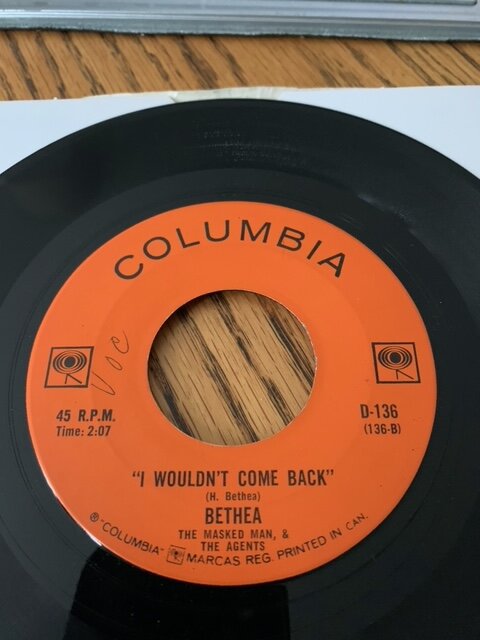 COLUMBIA
Voc
45 R.P.M.
Time: 2:07
D-136
(136-B)
"I WOULDN'T COME BACK"
(H. Bethea)
BETHEA
THE MASKED MAN, &
THE AGENTS
® "COLUMBIA" MARCAS REG. PRINTED IN CAN.